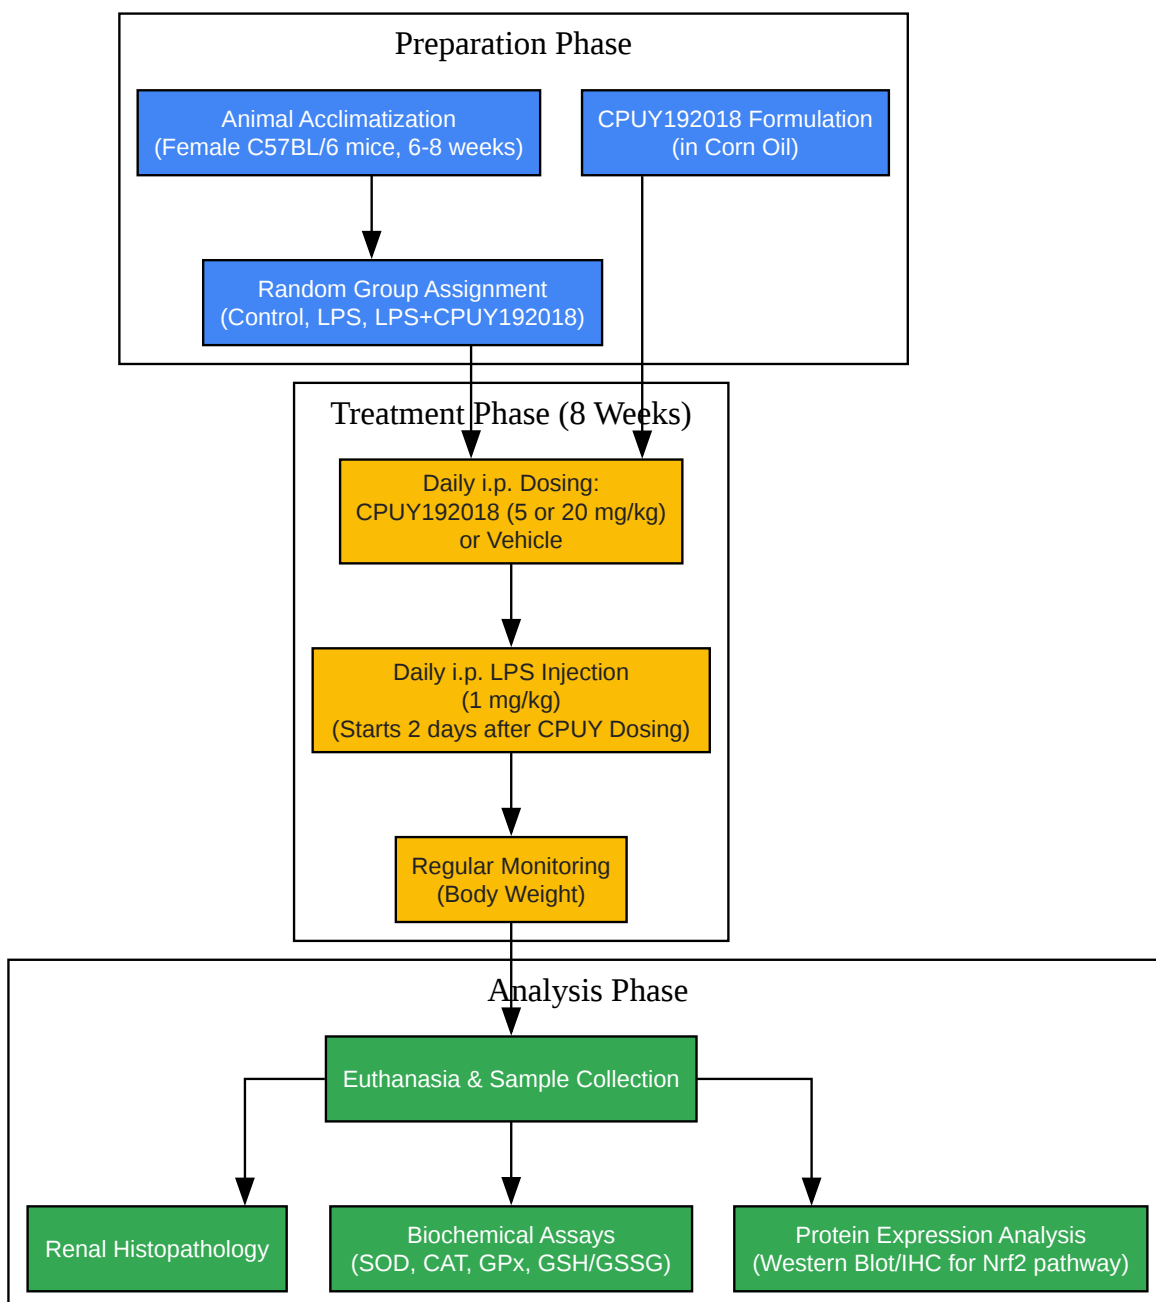 Preparation Phase
Animal Acclimatization
(Female C57BL/6 mice, 6-8 weeks)
CPUY192018 Formulation
(in Corn Oil)
Random Group Assignment
(Control, LPS, LPS+CPUY192018)
Treatment Phase (8 Weeks)
Daily i.p. Dosing:
CPUY192018 (5 or 20 mg/kg)
or Vehicle
Daily i.p. LPS Injection
(1 mg/kg)
(Starts 2 days after CPUY Dosing)
Regular Monitoring
(Body Weight)
Analysis Phase
Euthanasia & Sample Collection
Renal Histopathology
Biochemical Assays
(SOD, CAT, GPx, GSH/GSSG)
Protein Expression Analysis
(Western Blot/IHC for Nrf2 pathway)